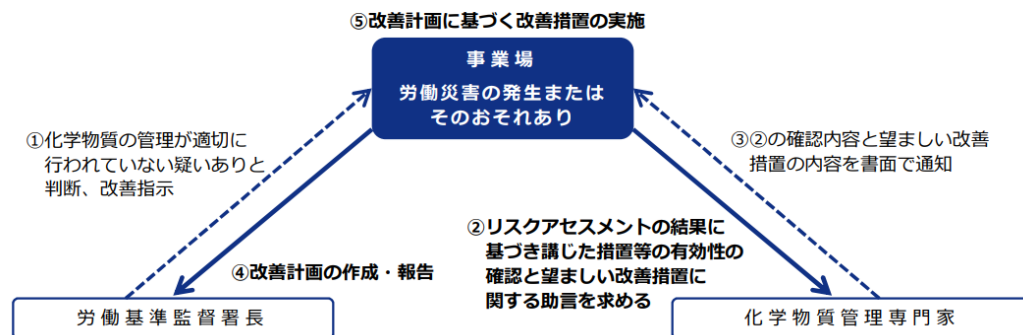 ⑤改善計画に基づく改善措置の実施
事業場
労働災害の発生または
そのおそれあり
①化学物質の管理が適切に
行われていない疑いありと
判断、改善指示
③②の確認内容と望ましい改善
措置の内容を書面で通知
②リスクアセスメントの結果に
基づき講じた措置等の有効性の
確認と望ましい改善措置に
関する助言を求める
④改善計画の作成・報告
労働基準監督署長
化学物質管理専門家